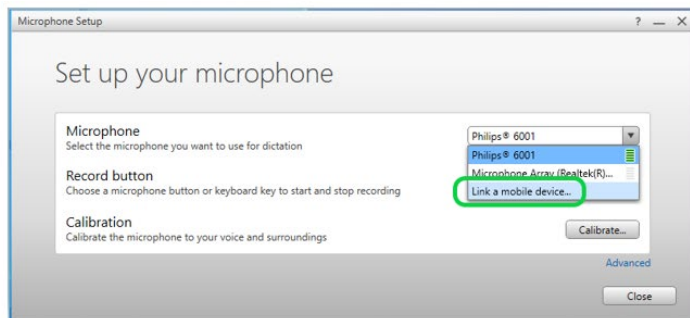 Microphone Setup
? — X
Set up your microphone
Microphone
Select the microphone you want to use for dictation
Philips® 6001
Philips® 6001
Microphone Array (Realtek(R)...
Link a mobile device...
Record button
Choose a microphone button or keyboard key to start and stop recording
Calibration
Calibrate the microphone to your voice and surroundings
Calibrate...
Advanced
Close